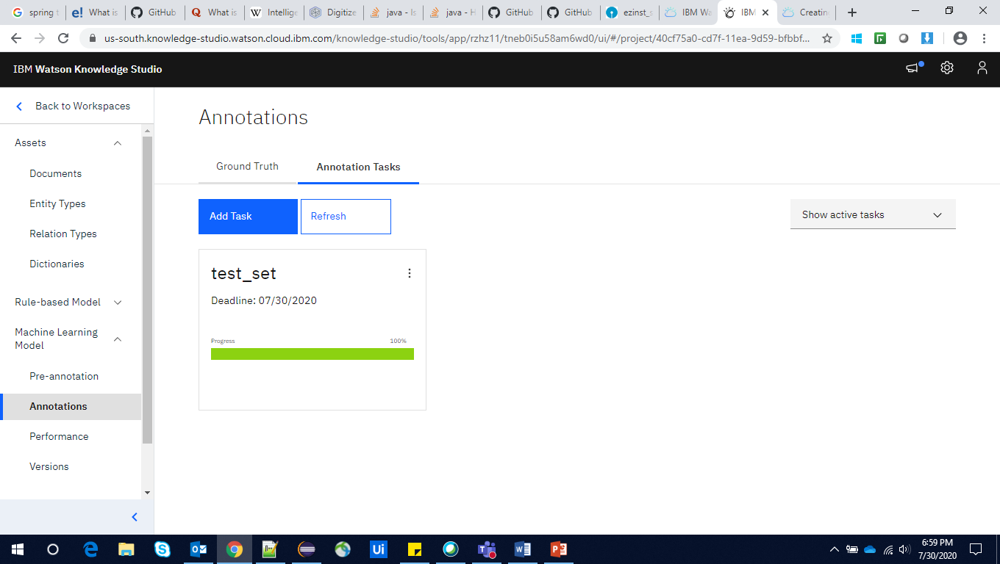 spring t
What is
GitHub
What is
Intellige
Digitize
java - Is
java - H
GitHub
GitHub
ezinst_s
IBM Wa
IBM
Creatin
us-south.knowledge-studio.watson.cloud.ibm.com/knowledge-studio/tools/app/rzhz11/tneb0i5u58am6wd0/ui/#/project/40cf75a0-cd7f-11ea-9d59-bfbbf...
IBM Watson Knowledge Studio
Back to Workspaces
Assets
Documents
Entity Types
Relation Types
Dictionaries
Rule-based Model
Machine Learning
Model
Pre-annotation
Annotations
Performance
Versions
Annotations
Ground Truth
Annotation Tasks
Add Task
Refresh
Show active tasks
test_set
Deadline: 07/30/2020
Progress
100%
6:59 PM
7/30/2020